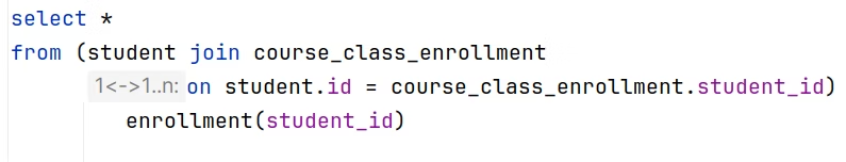 select *
from (student join course_class_enrollment
1<->1..n: on student.id = course_class_enrollment.student_id)
enrollment(student_id)